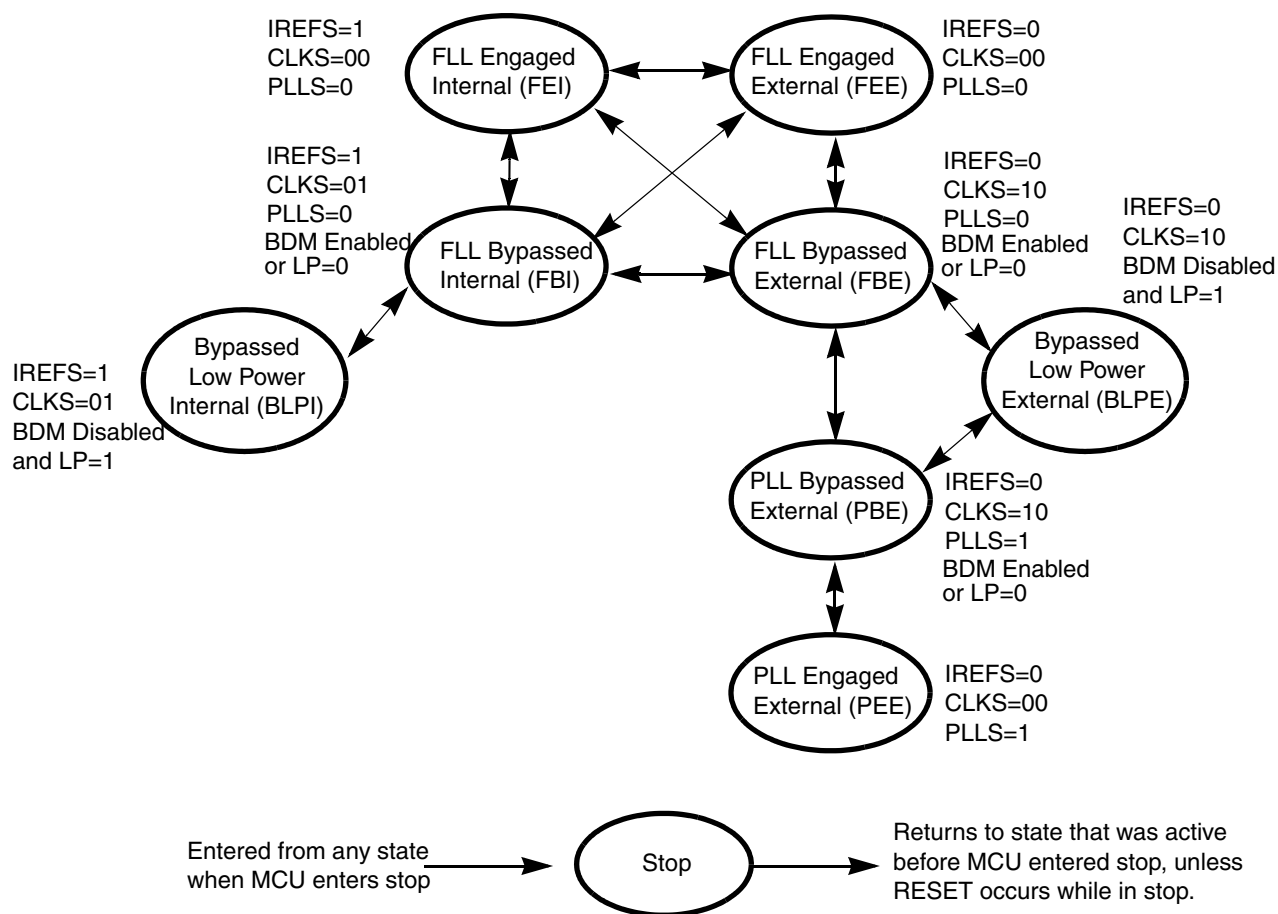 IREFS=1
CLKS=00
PLLS=0
FLL Engaged
Internal (FEI)
FLL Engaged
External (FEE)
IREFS=0
CLKS=00
PLLS=0
IREFS=1
CLKS=01
PLLS=0
BDM Enabled
or LP=0
FLL Bypassed
Internal (FBI)
FLL Bypassed
External (FBE)
IREFS=0
CLKS=10
PLLS=0
BDM Enabled
or LP=0
IREFS=0
CLKS=10
BDM Disabled
and LP=1
IREFS=1
CLKS=01
BDM Disabled
and LP=1
Bypassed
Low Power
Internal (BLPI)
Bypassed
Low Power
External (BLPE)
PLL Bypassed
External (PBE)
IREFS=0
CLKS=10
PLLS=1
BDM Enabled
or LP=0
PLL Engaged
External (PEE)
IREFS=0
CLKS=00
PLLS=1
Entered from any state
when MCU enters stop
Stop
Returns to state that was active
before MCU entered stop, unless
RESET occurs while in stop.